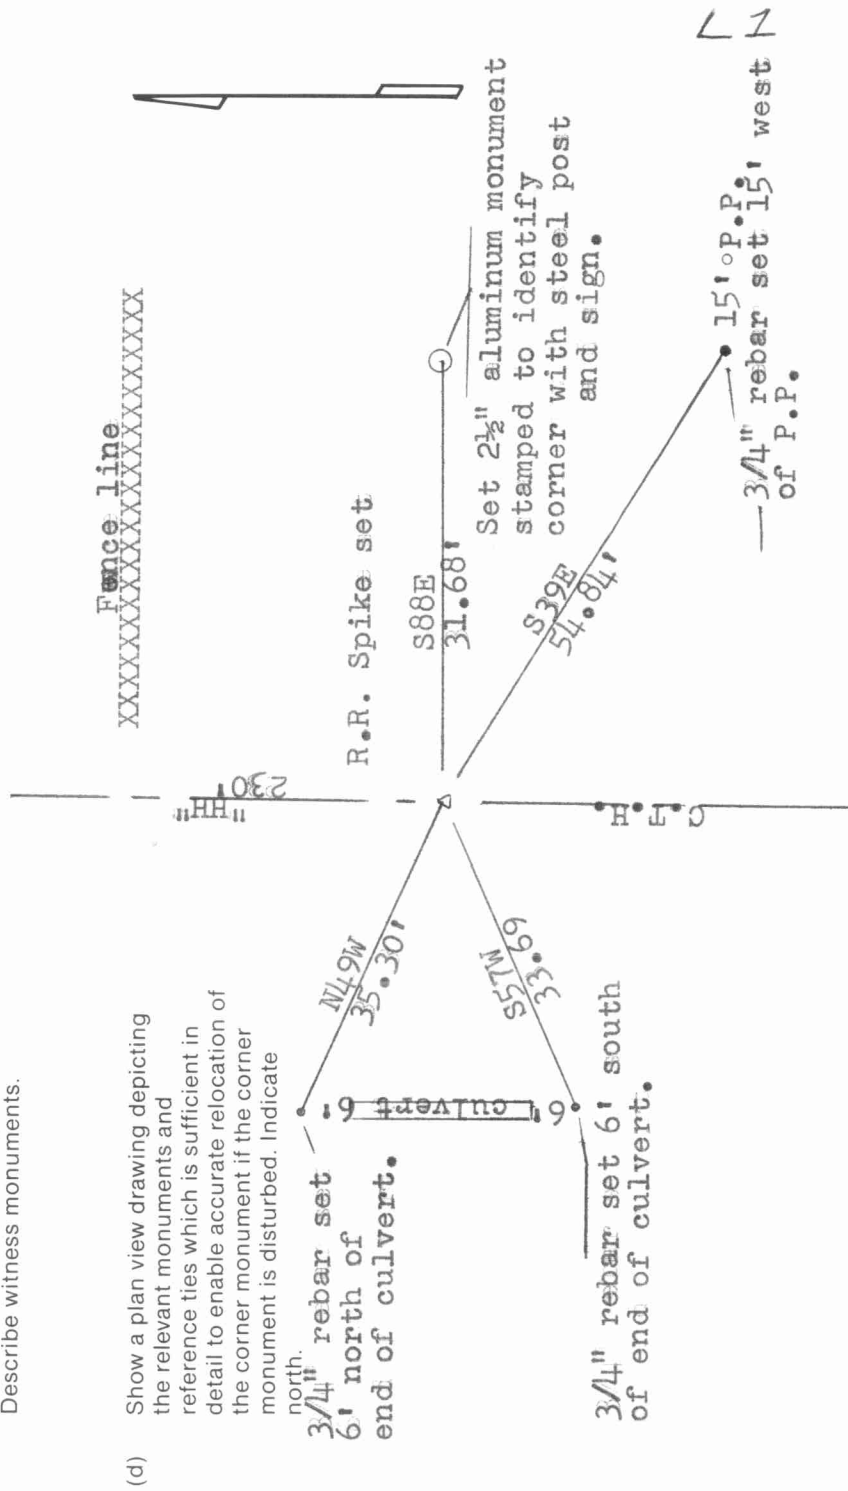 Describe witness monuments.
(d) Show a plan view drawing depicting
the relevant monuments and
reference ties which is sufficient in
detail to enable accurate relocation of
the corner monument if the corner
monument is disturbed. Indicate
north.
Fence line
XXXXXXXXXXXXXXXXXXXXXXXXXXXXXX
"HH"
230'
R.R. Spike set
N49W
35.30'
S88E
31.68'
3/4" rebar set
6' north of
end of culvert.
6'
culvert
6'
S57W
33.69
Set 2½" aluminum monument
stamped to identify
corner with steel post
and sign.
S39E
54.84'
C.T.H.
3/4" rebar set 6' south
of end of culvert.
15' P.P.
3/4" rebar set 15' west
of P.P.
L1